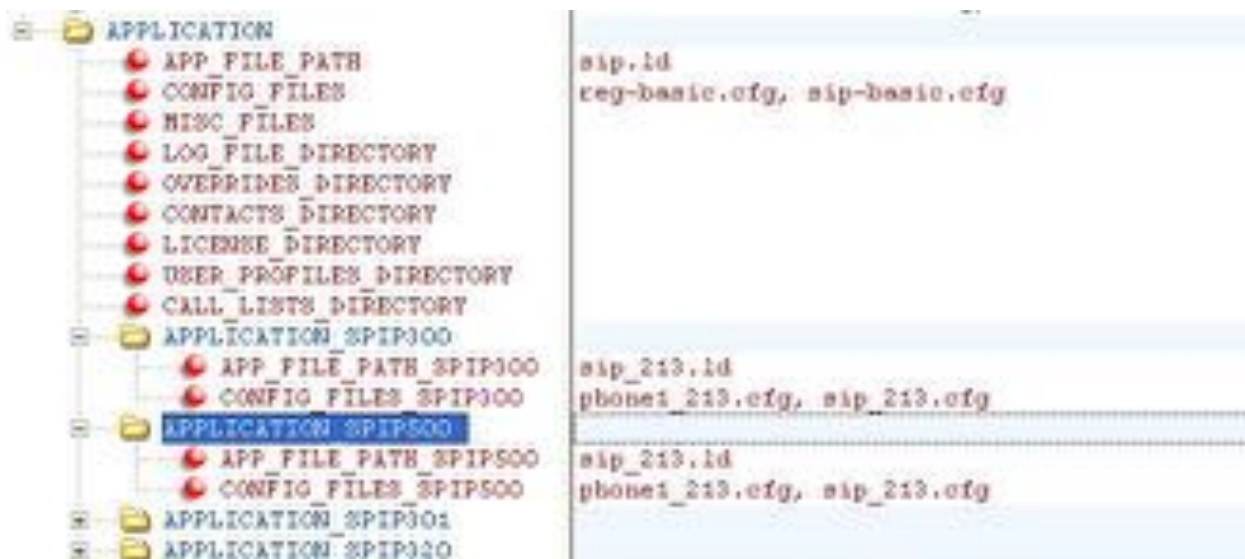 APPLICATION
APP_FILE_PATH sip.ld
CONFIG_FILES reg-basic.cfg, sip-basic.cfg
MISC_FILES
LOG_FILE_DIRECTORY
OVERRIDES_DIRECTORY
CONTACTS_DIRECTORY
LICENSE_DIRECTORY
USER_PROFILES_DIRECTORY
CALL_LISTS_DIRECTORY
APPLICATION_SPIP300
APP_FILE_PATH_SPIP300 sip_213.ld
CONFIG_FILES_SPIP300 phone1_213.cfg, sip_213.cfg
APPLICATION_SPIP500
APP_FILE_PATH_SPIP500 sip_213.ld
CONFIG_FILES_SPIP500 phone1_213.cfg, sip_213.cfg
APPLICATION_SPIP301
APPLICATION_SPIP320